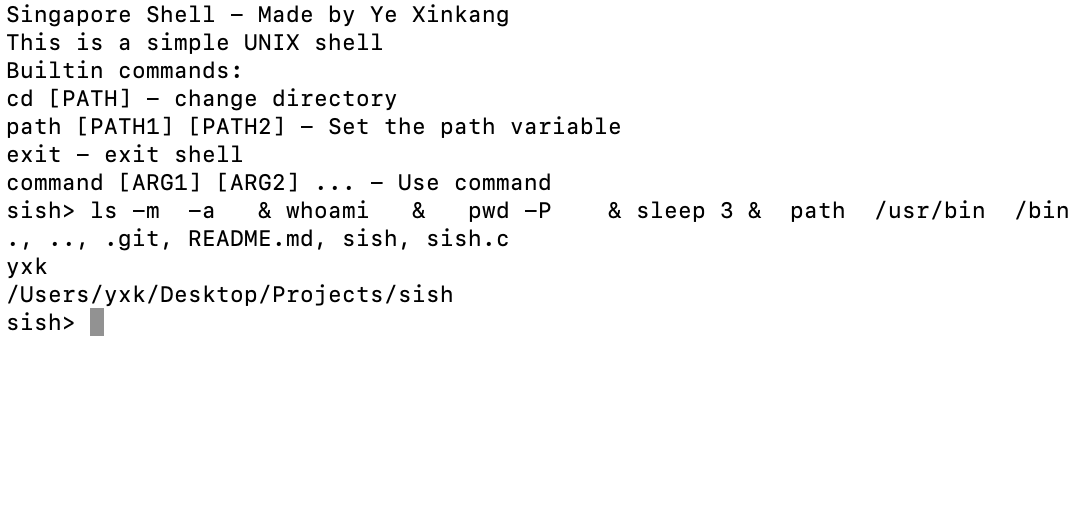 Singapore Shell – Made by Ye Xinkang
This is a simple UNIX shell
Builtin commands:
cd [PATH] – change directory
path [PATH1] [PATH2] – Set the path variable
exit – exit shell
command [ARG1] [ARG2] ... – Use command
sish> ls -m  -a   & whoami   &   pwd -P    & sleep 3 &  path  /usr/bin  /bin
., .., .git, README.md, sish, sish.c
yxk
/Users/yxk/Desktop/Projects/sish
sish>